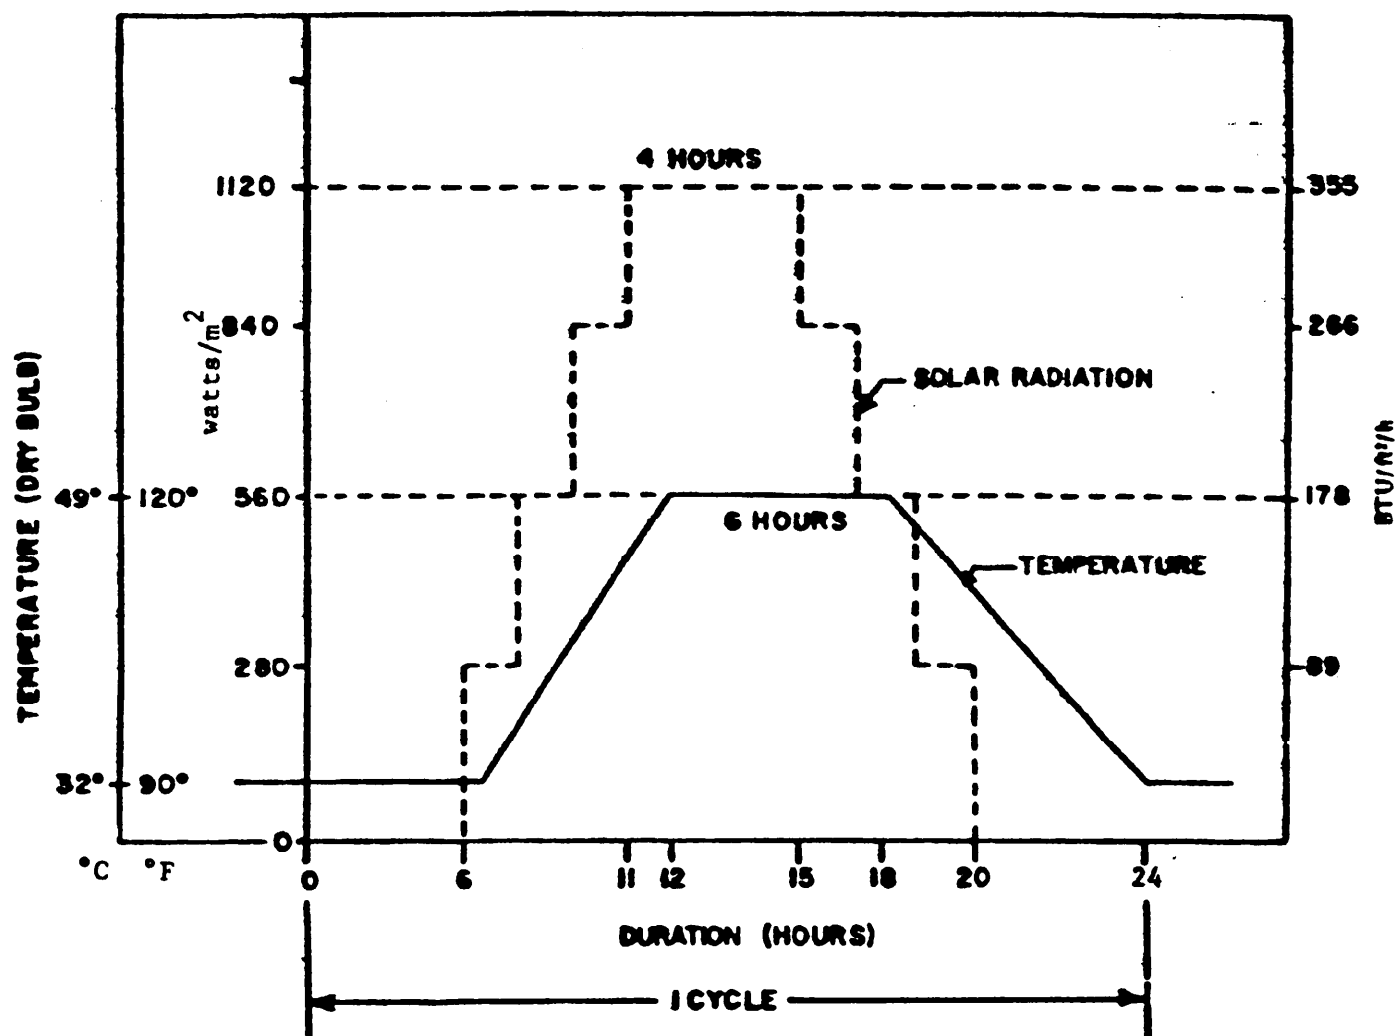 4 HOURS
1120
355
watts/m²
840
266
SOLAR RADIATION
TEMPERATURE (DRY BULB)
BTU/ft²/h
49° 120° 560
178
6 HOURS
TEMPERATURE
280
89
32° 90°
0
°C °F
0 6 11 12 15 18 20 24
DURATION (HOURS)
1 CYCLE